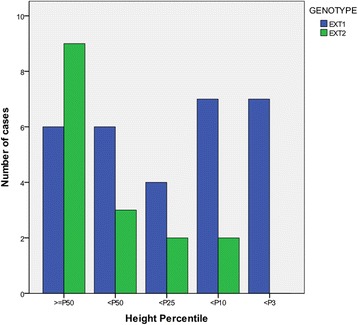 GENOTYPE
EXT1
EXT2
Number of cases
10
8
6
4
2
0
>=P50
<P50
<P25
<P10
<P3
Height Percentile